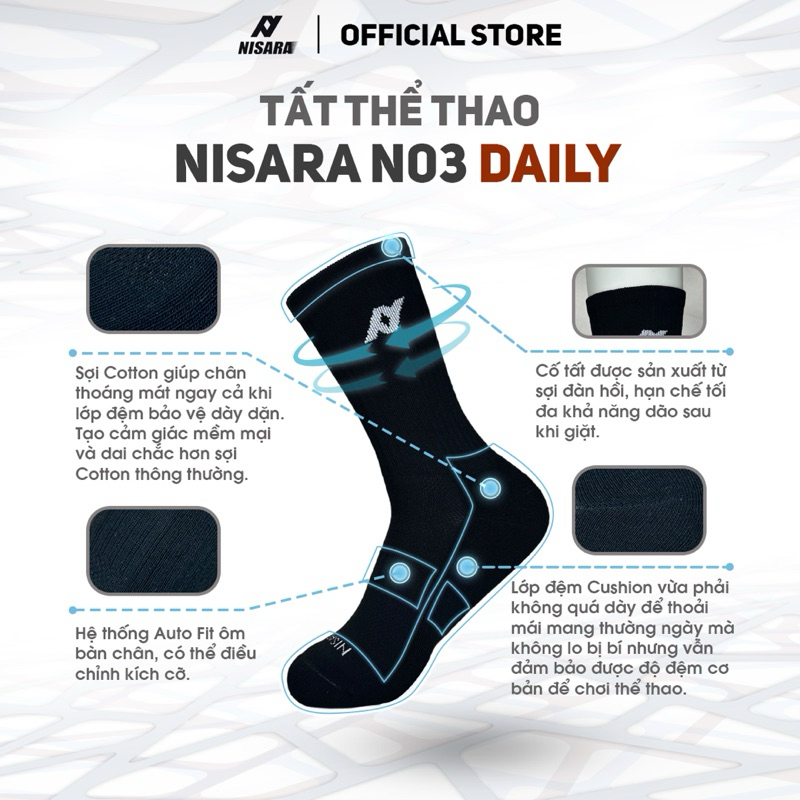 NISARA
OFFICIAL STORE
TẤT THỂ THAO
NISARA N03 DAILY
Sợi Cotton giúp chân
thoáng mát ngay cả khi
lớp đệm bảo vệ dày dặn.
Tạo cảm giác mềm mại
và dai chắc hơn sợi
Cotton thông thường.
Cổ tất được sản xuất từ
sợi đàn hồi, hạn chế tối
đa khả năng dão sau
khi giặt.
Hệ thống Auto Fit ôm
bàn chân, có thể điều
chỉnh kích cỡ.
Lớp đệm Cushion vừa phải
không quá dày để thoải
mái mang thường ngày mà
không lo bị bí nhưng vẫn
đảm bảo được độ đệm cơ
bản để chơi thể thao.